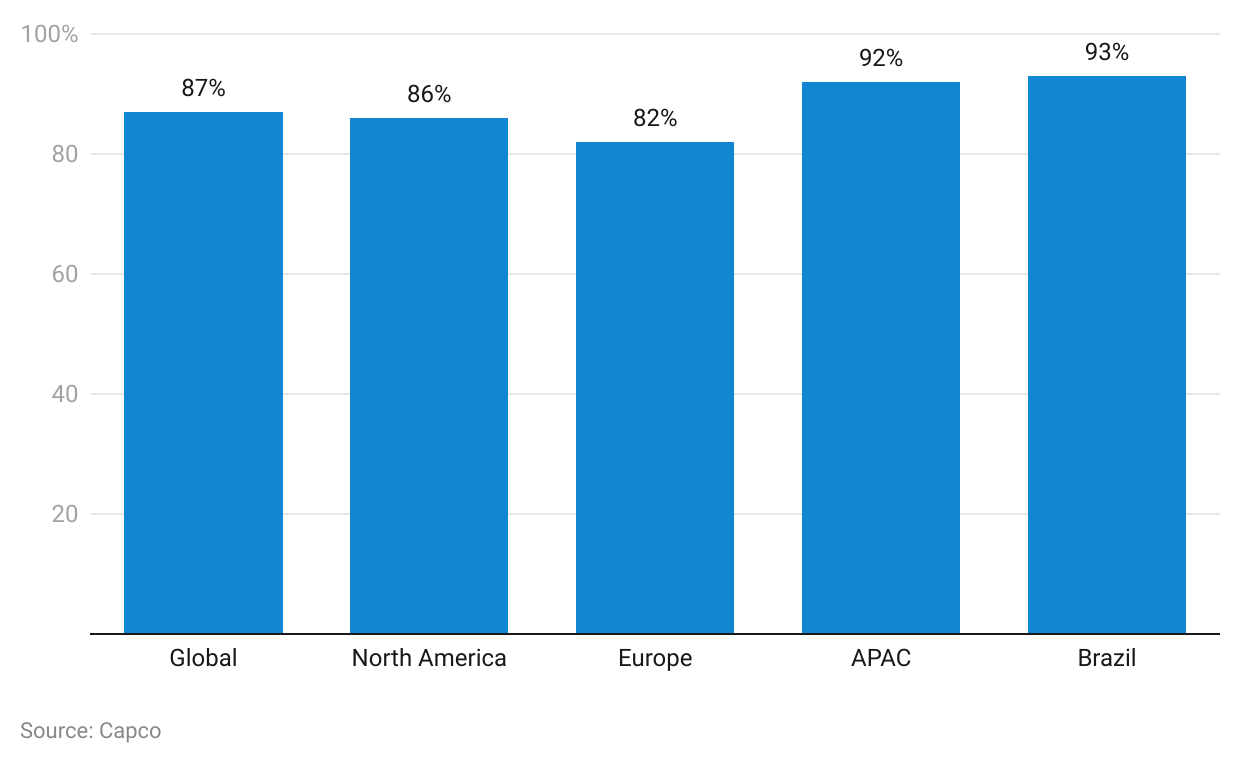 100%
80
60
40
20
87%
86%
82%
92%
93%
Global
North America
Europe
APAC
Brazil
Source: Capco